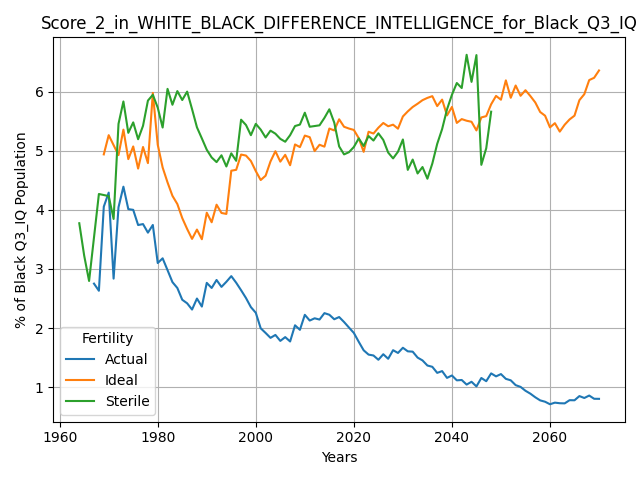 Score_2_in_WHITE_BLACK_DIFFERENCE_INTELLIGENCE_for_Black_Q3_IQ
% of Black Q3_IQ Population
6
5
4
3
2
1
Fertility
Actual
Ideal
Sterile
1960
1980
2000
2020
2040
2060
Years